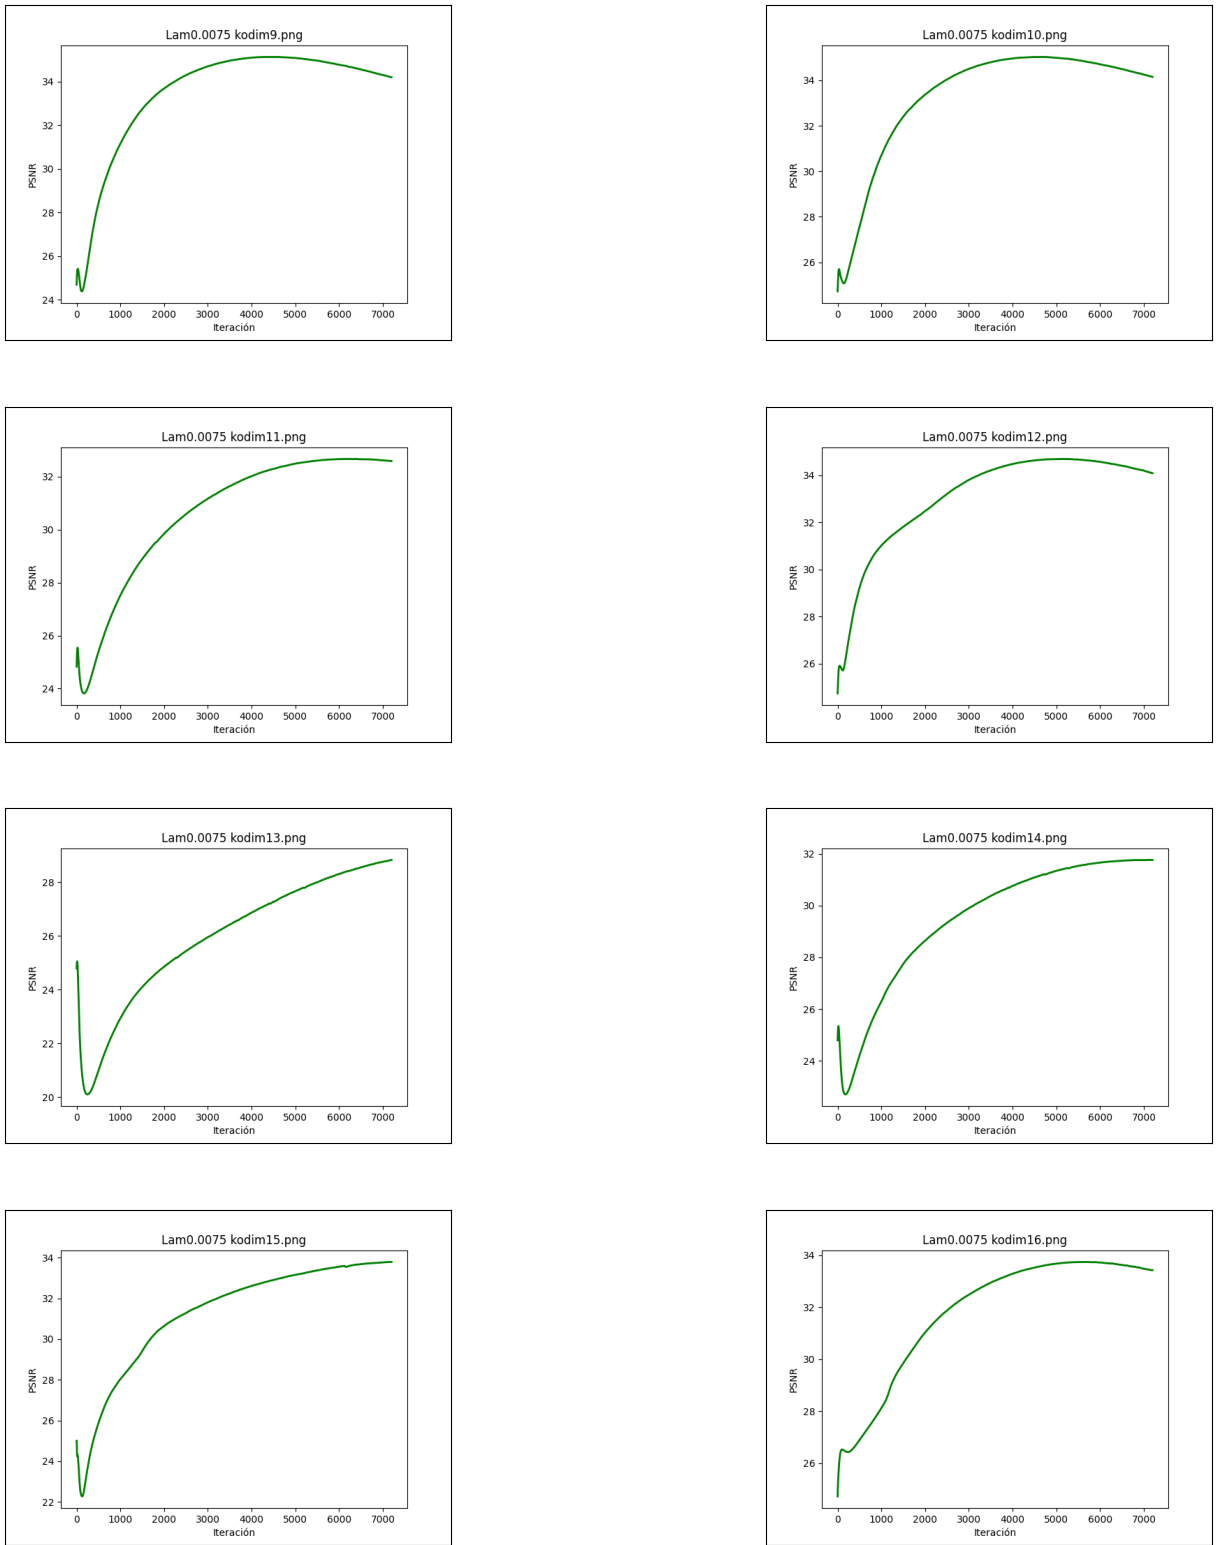 Lam0.0075 kodim9.png
PSNR
34
32
30
28
26
24
0 1000 2000 3000 4000 5000 6000 7000
Iteración
Lam0.0075 kodim10.png
PSNR
34
32
30
28
26
0 1000 2000 3000 4000 5000 6000 7000
Iteración
Lam0.0075 kodim11.png
PSNR
32
30
28
26
24
0 1000 2000 3000 4000 5000 6000 7000
Iteración
Lam0.0075 kodim12.png
PSNR
34
32
30
28
26
0 1000 2000 3000 4000 5000 6000 7000
Iteración
Lam0.0075 kodim13.png
PSNR
28
26
24
22
20
0 1000 2000 3000 4000 5000 6000 7000
Iteración
Lam0.0075 kodim14.png
PSNR
32
30
28
26
24
0 1000 2000 3000 4000 5000 6000 7000
Iteración
Lam0.0075 kodim15.png
PSNR
34
32
30
28
26
24
22
0 1000 2000 3000 4000 5000 6000 7000
Iteración
Lam0.0075 kodim16.png
PSNR
34
32
30
28
26
0 1000 2000 3000 4000 5000 6000 7000
Iteración